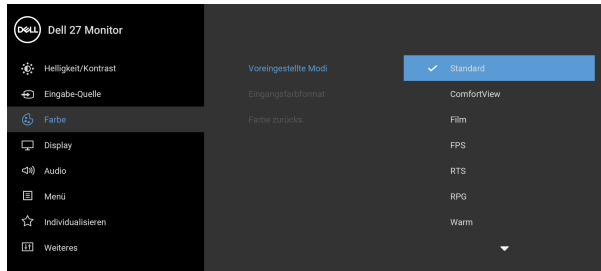 DELL Dell 27 Monitor
Helligkeit/Kontrast
Eingabe-Quelle
Farbe
Display
Audio
Menü
Individualisieren
Weiteres
Voreingestellte Modi
Eingangsfarbformat
Farbe zurücks.
Standard
ComfortView
Film
FPS
RTS
RPG
Warm